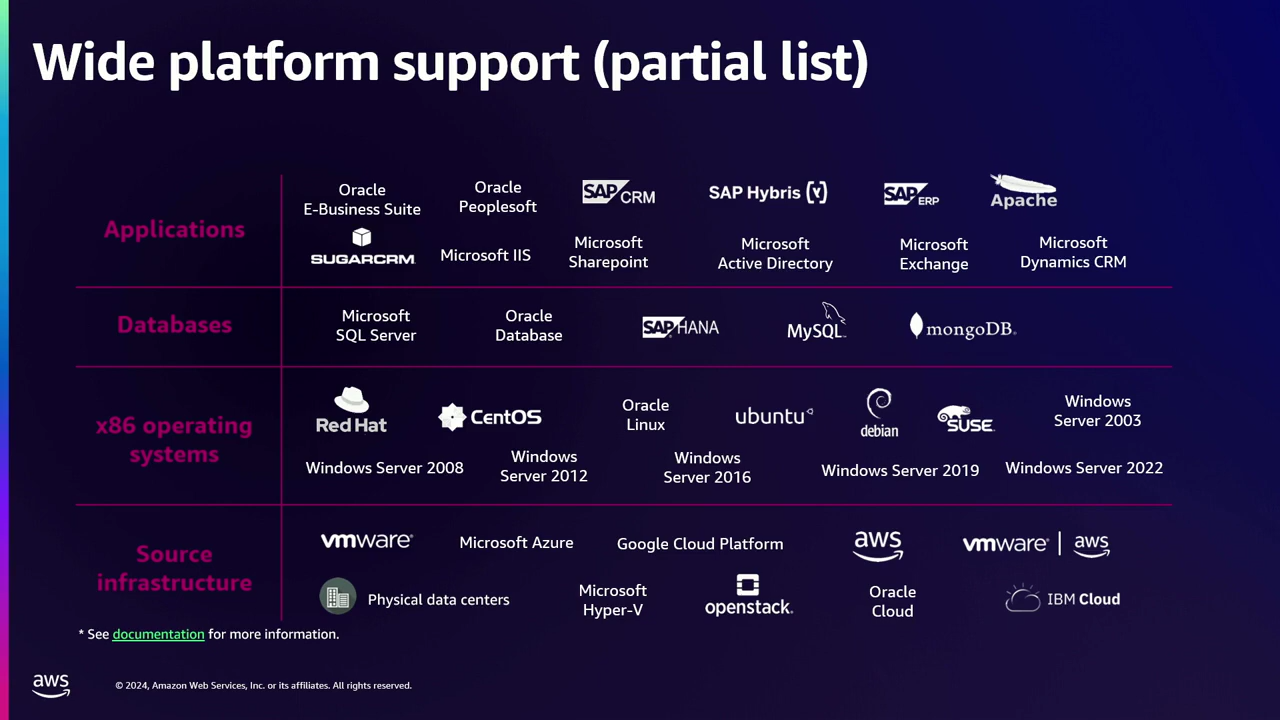 Wide platform support (partial list)
Applications
Oracle
E-Business Suite
Oracle
Peoplesoft
SAP CRM
SAP Hybris
SAP ERP
Apache
SUGARCRM
Microsoft IIS
Microsoft
Sharepoint
Microsoft
Active Directory
Microsoft
Exchange
Microsoft
Dynamics CRM
Databases
Microsoft
SQL Server
Oracle
Database
SAP HANA
MySQL
mongoDB
x86 operating
systems
Red Hat
CentOS
Oracle
Linux
ubuntu
debian
SUSE
Windows
Server 2003
Windows Server 2008
Windows
Server 2012
Windows
Server 2016
Windows Server 2019
Windows Server 2022
Source
infrastructure
vmware
Microsoft Azure
Google Cloud Platform
aws
vmware | aws
Physical data centers
Microsoft
Hyper-V
openstack.
Oracle
Cloud
IBM Cloud
* See documentation for more information.
aws
© 2024, Amazon Web Services, Inc. or its affiliates. All rights reserved.